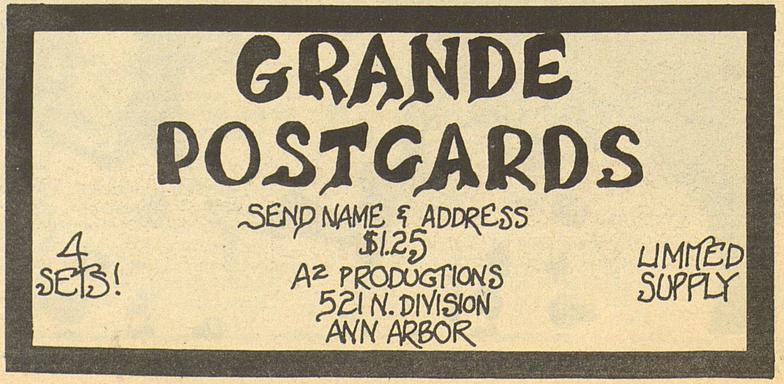 GRANDE
POSTCARDS
SEND NAME & ADDRESS
$1.25
A² PRODUCTIONS
521 N. DIVISION
ANN ARBOR
4
SETS!
LIMITED
SUPPLY